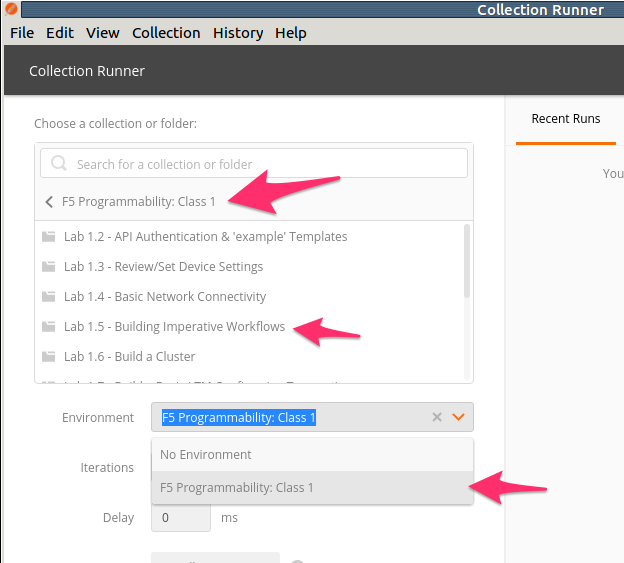 Collection Runner
File Edit View Collection History Help
Collection Runner
Choose a collection or folder:
Recent Runs
Search for a collection or folder
You
F5 Programmability: Class 1
Lab 1.2 - API Authentication & 'example' Templates
Lab 1.3 - Review/Set Device Settings
Lab 1.4 - Basic Network Connectivity
Lab 1.5 - Building Imperative Workflows
Lab 1.6 - Build a Cluster
Environment F5 Programmability: Class 1
No Environment
Iterations
F5 Programmability: Class 1
Delay 0 ms